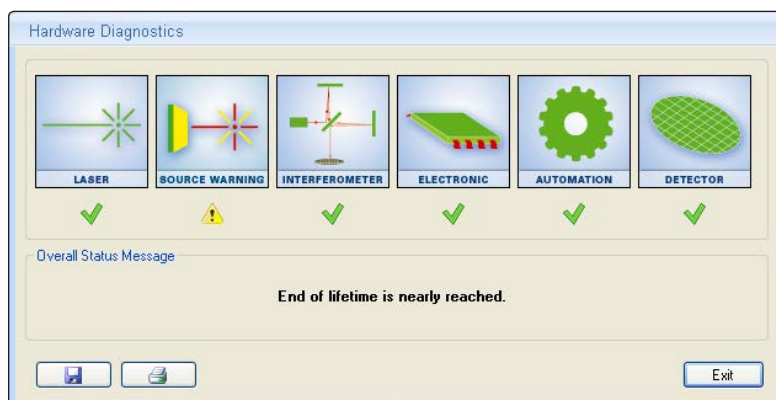 Hardware Diagnostics
LASER
SOURCE WARNING
INTERFEROMETER
ELECTRONIC
AUTOMATION
DETECTOR
Overall Status Message
End of lifetime is nearly reached.
Exit